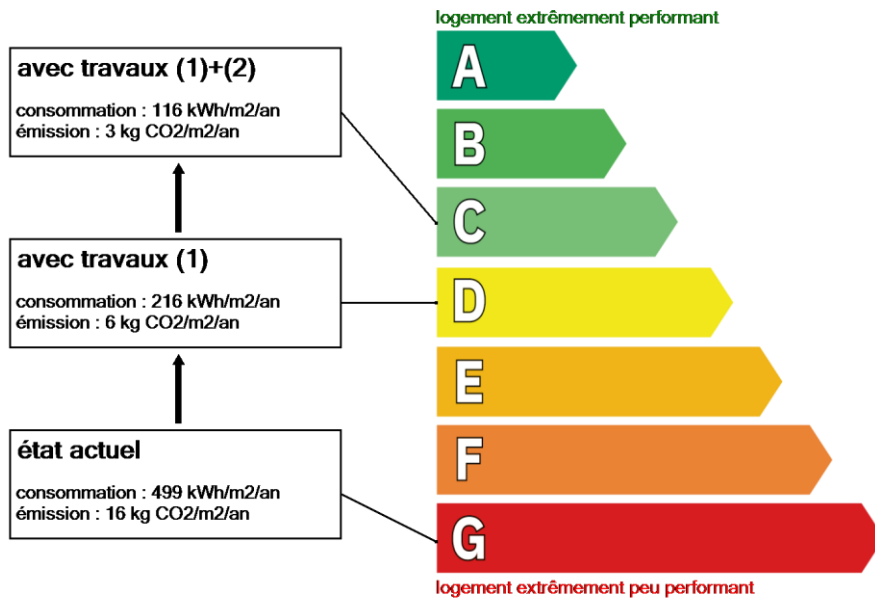 logement extrêmement performant
avec travaux (1)+(2)
consommation : 116 kWh/m2/an
émission : 3 kg CO2/m2/an
avec travaux (1)
consommation : 216 kWh/m2/an
émission : 6 kg CO2/m2/an
état actuel
consommation : 499 kWh/m2/an
émission : 16 kg CO2/m2/an
A
B
C
D
E
F
G
logement extrêmement peu performant